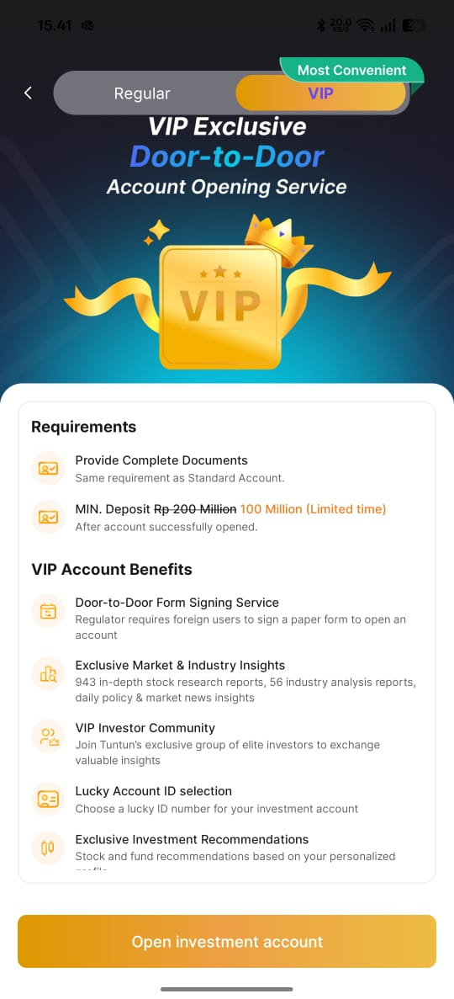 15.41
20,0
KB/S
Most Convenient
Regular
VIP
VIP Exclusive
Door-to-Door
Account Opening Service
VIP
Requirements
Provide Complete Documents
Same requirement as Standard Account.
MIN. Deposit Rp 200 Million 100 Million (Limited time)
After account successfully opened.
VIP Account Benefits
Door-to-Door Form Signing Service
Regulator requires foreign users to sign a paper form to open an
account
Exclusive Market & Industry Insights
943 in-depth stock research reports, 56 industry analysis reports,
daily policy & market news insights
VIP Investor Community
Join Tuntun’s exclusive group of elite investors to exchange
valuable insights
Lucky Account ID selection
Choose a lucky ID number for your investment account
Exclusive Investment Recommendations
Stock and fund recommendations based on your personalized
Open investment account